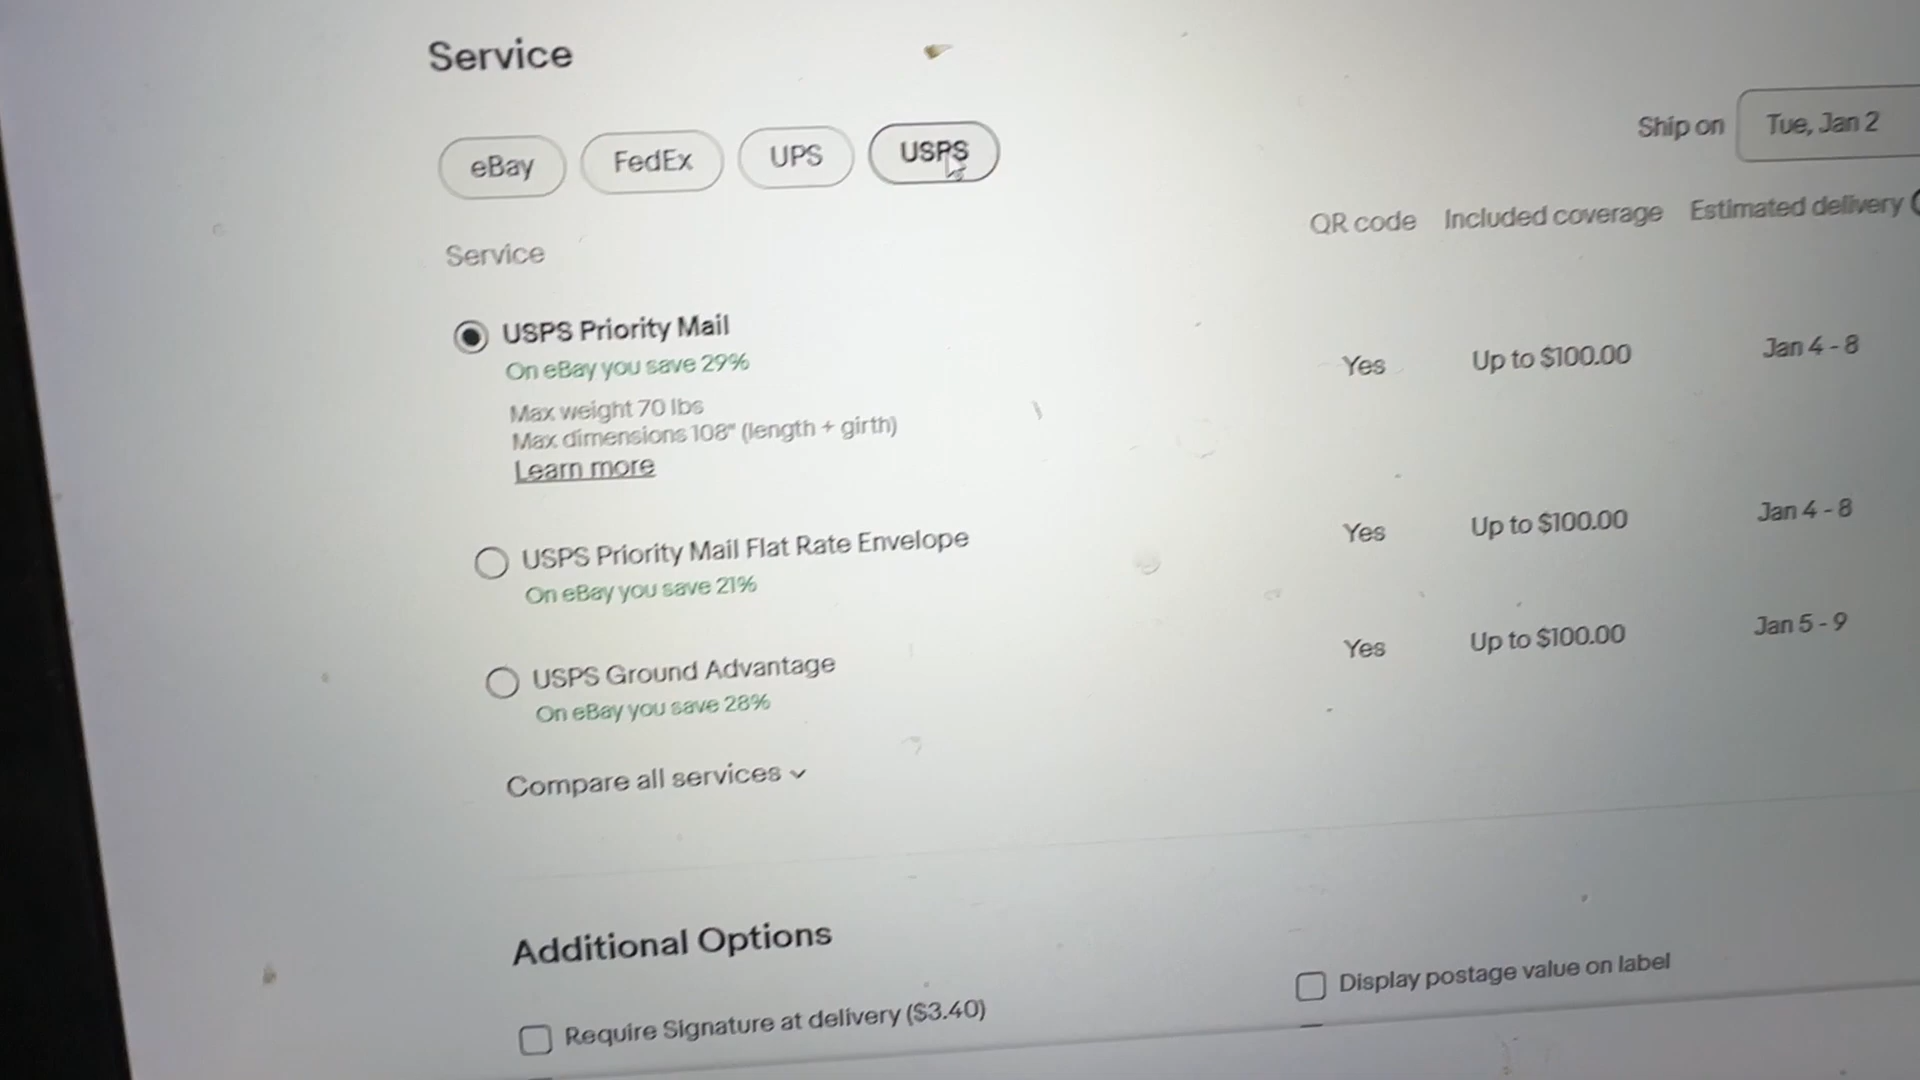 Service
eBay
FedEx
UPS
USPS
Ship on
Tue, Jan 2
Service
QR code
Included coverage
Estimated delivery
USPS Priority Mail
On eBay you save 29%
Max weight 70 lbs
Max dimensions 108" (length + girth)
Learn more
Yes
Up to $100.00
Jan 4 - 8
USPS Priority Mail Flat Rate Envelope
On eBay you save 21%
Yes
Up to $100.00
Jan 4 - 8
USPS Ground Advantage
On eBay you save 28%
Yes
Up to $100.00
Jan 5 - 9
Compare all services
Additional Options
Require Signature at delivery ($3.40)
Display postage value on label